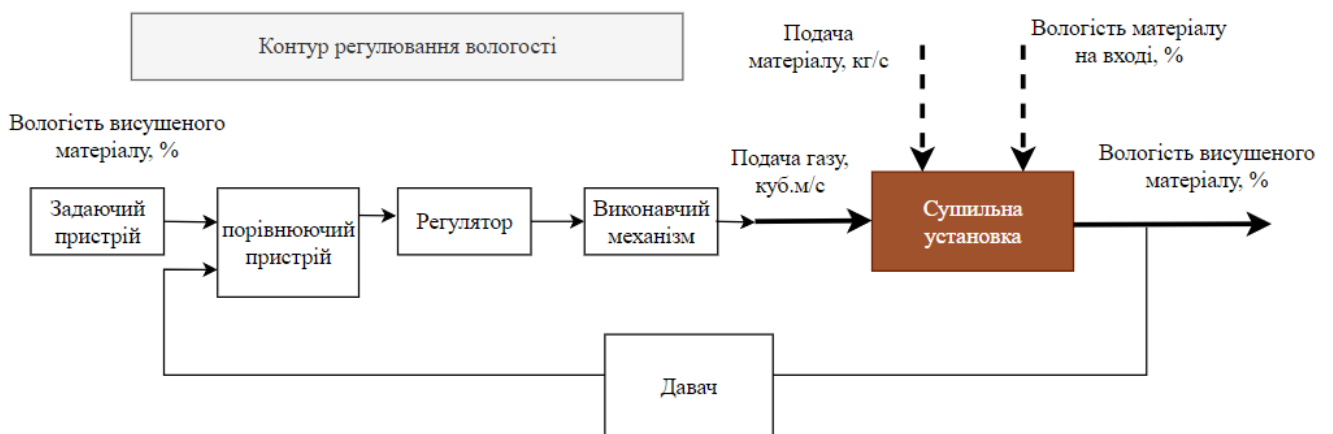 Контур регулювання вологості
Подача
матеріалу, кг/с
Вологість матеріалу
на вході, %
Вологість висушеного
матеріалу, %
Подача газу,
куб.м/с
Вологість висушеного
матеріалу, %
Задаючий
пристрій
порівнюючий
пристрій
Регулятор
Виконавчий
механізм
Сушильна
установка
Давач